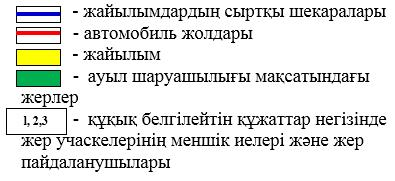 - жайылымдардың сыртқы шекаралары
- автомобиль жолдары
- жайылым
- ауыл шаруашылығы мақсатындағы
жерлер
1, 2,3 - құқық белгілейтін құжаттар негізінде
жер учаскелерінің меншік иелері және жер
пайдаланушылары